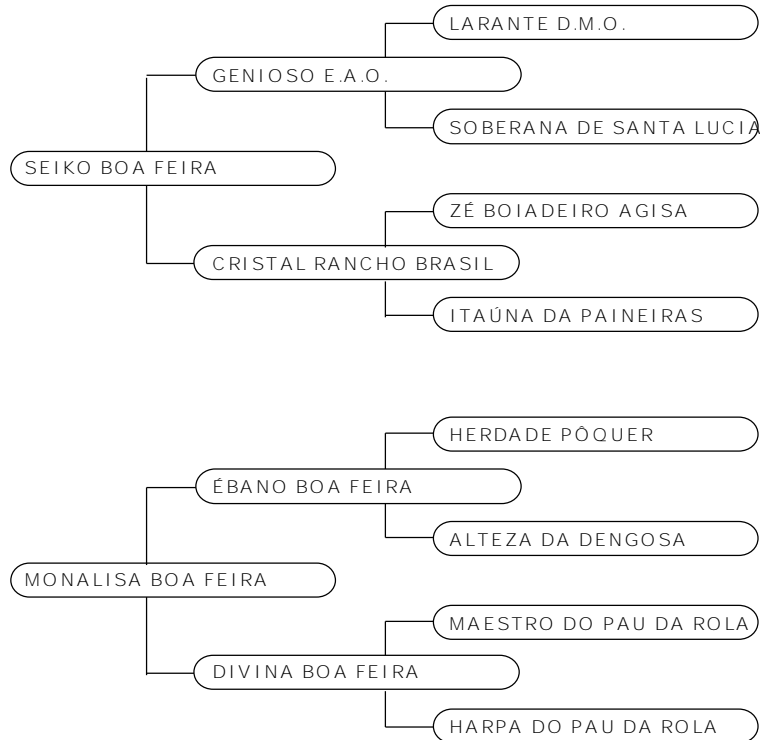 LARANTE D.M.O.
GENIOSO E.A.O.
SOBERANA DE SANTA LUCIA
SEIKO BOA FEIRA
ZÉ BOIADEIRO AGISA
CRISTAL RANCHO BRASIL
ITAÚNA DA PAINEIRAS
HERDADE PÔQUER
ÉBANO BOA FEIRA
ALTEZA DA DENGOSA
MONALISA BOA FEIRA
MAESTRO DO PAU DA ROLA
DIVINA BOA FEIRA
HARPA DO PAU DA ROLA